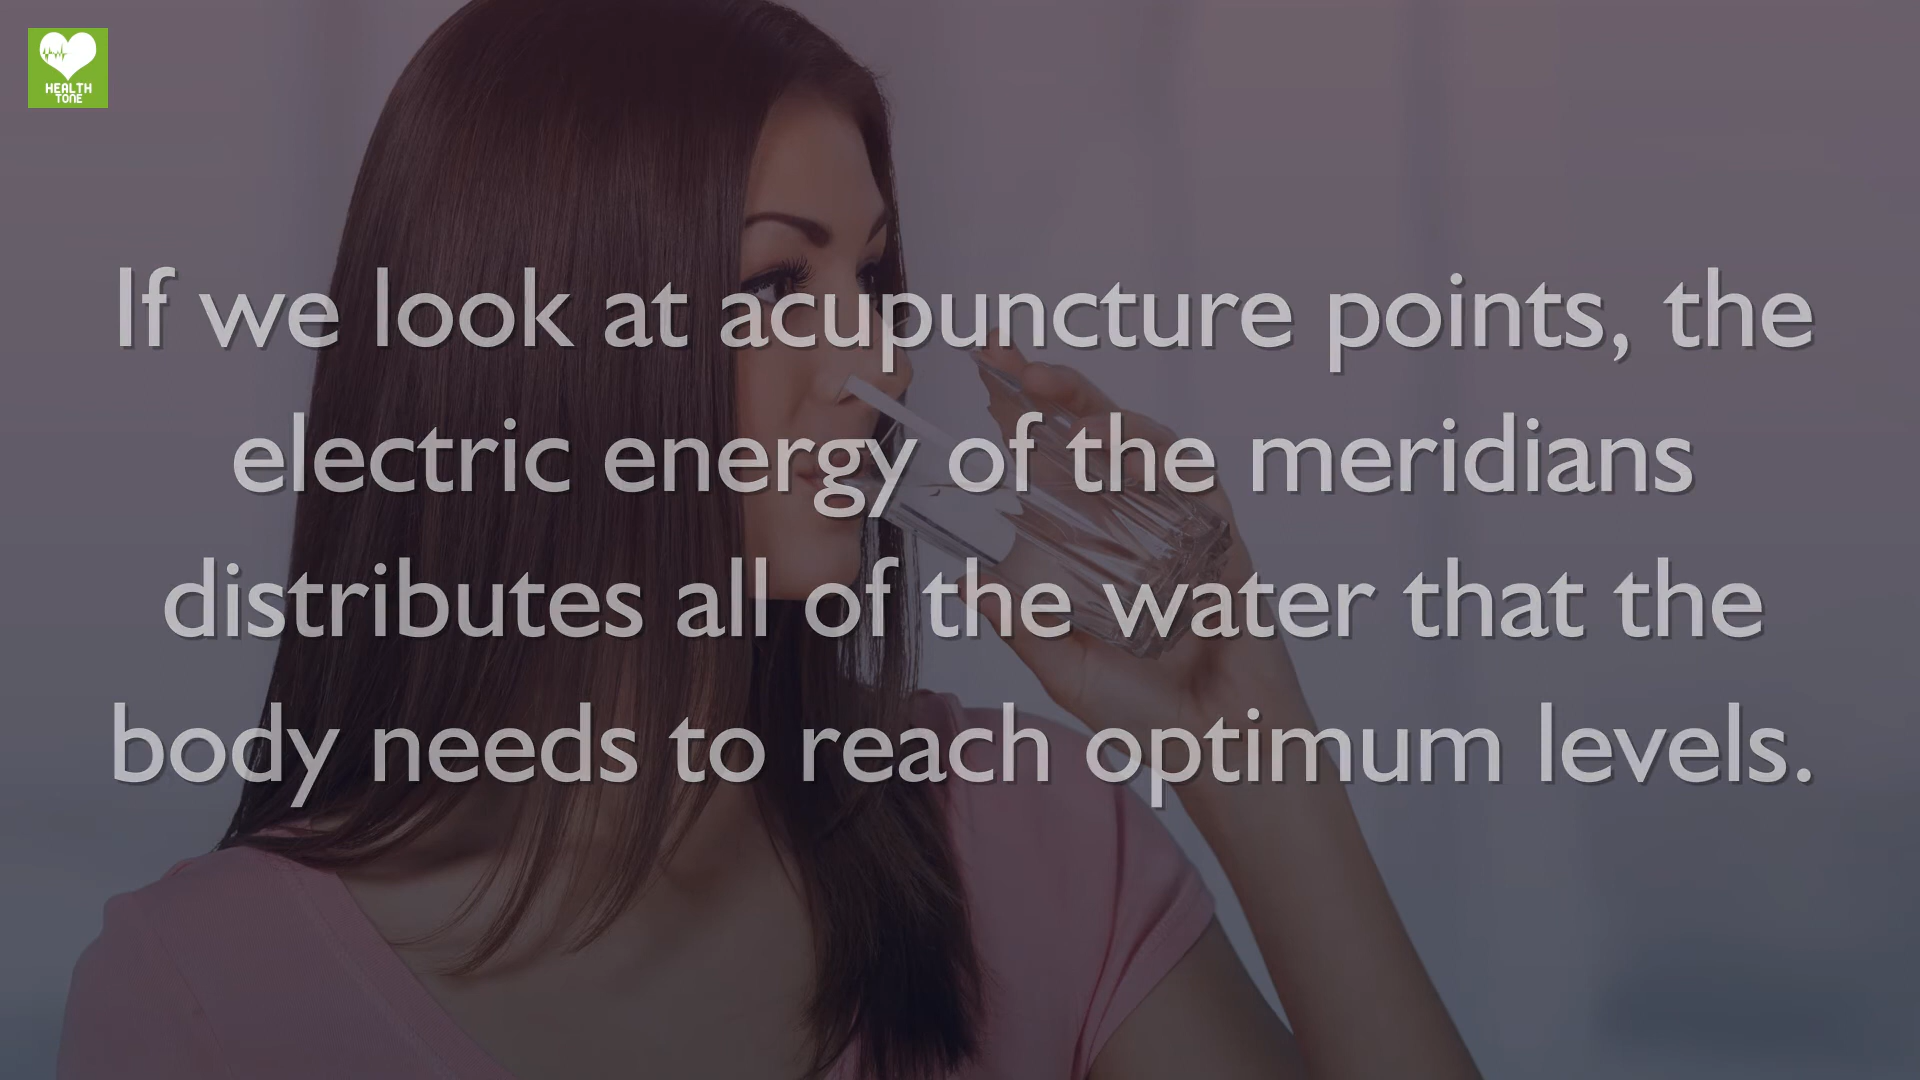 HEALTH
TONE
If we look at acupuncture points, the
electric energy of the meridians
distributes all of the water that the
body needs to reach optimum levels.